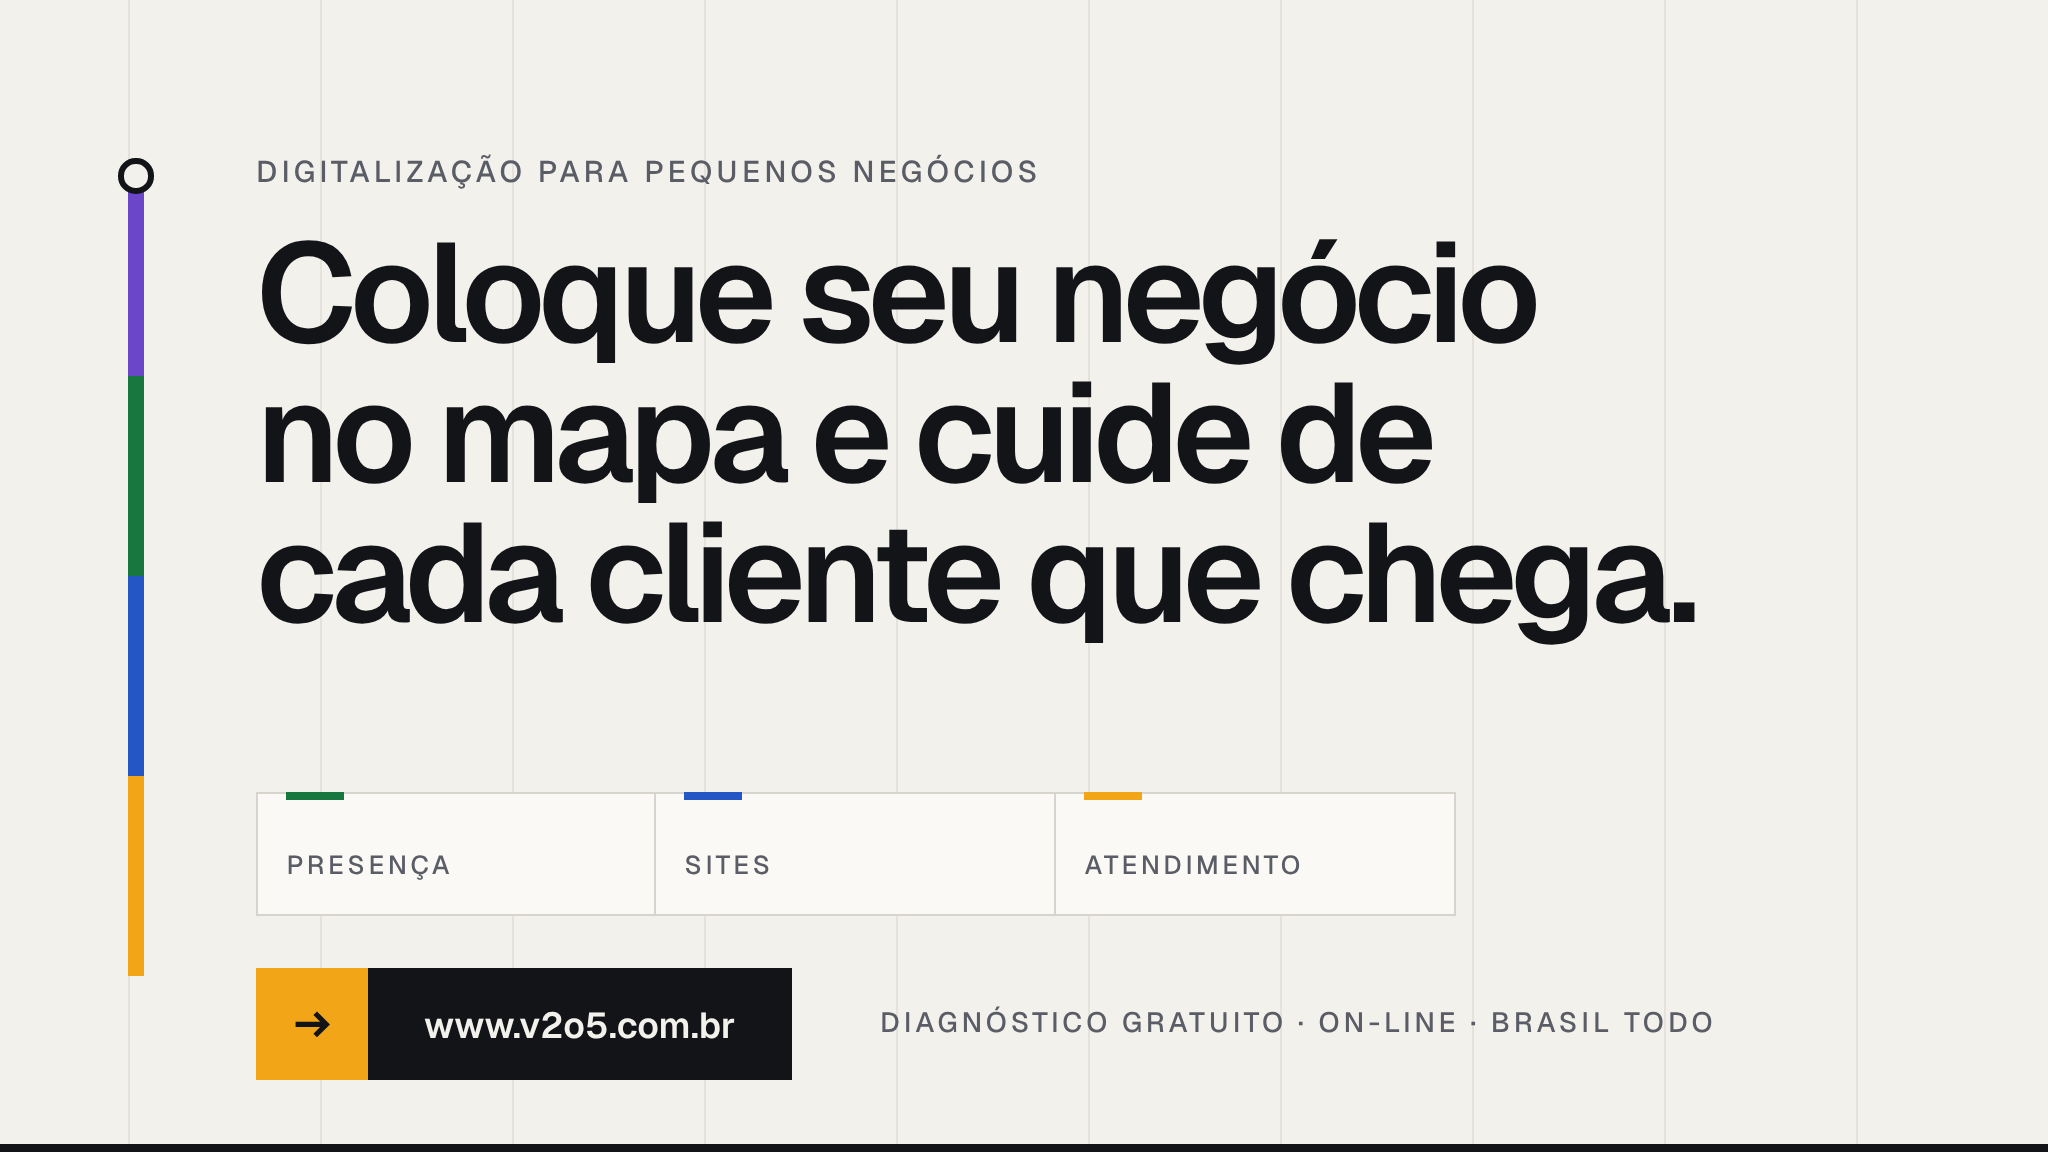 DIGITALIZAÇÃO PARA PEQUENOS NEGÓCIOS
Coloque seu negócio
no mapa e cuide de
cada cliente que chega.
PRESENÇA
SITES
ATENDIMENTO
→ www.v2o5.com.br
DIAGNÓSTICO GRATUITO · ON-LINE · BRASIL TODO